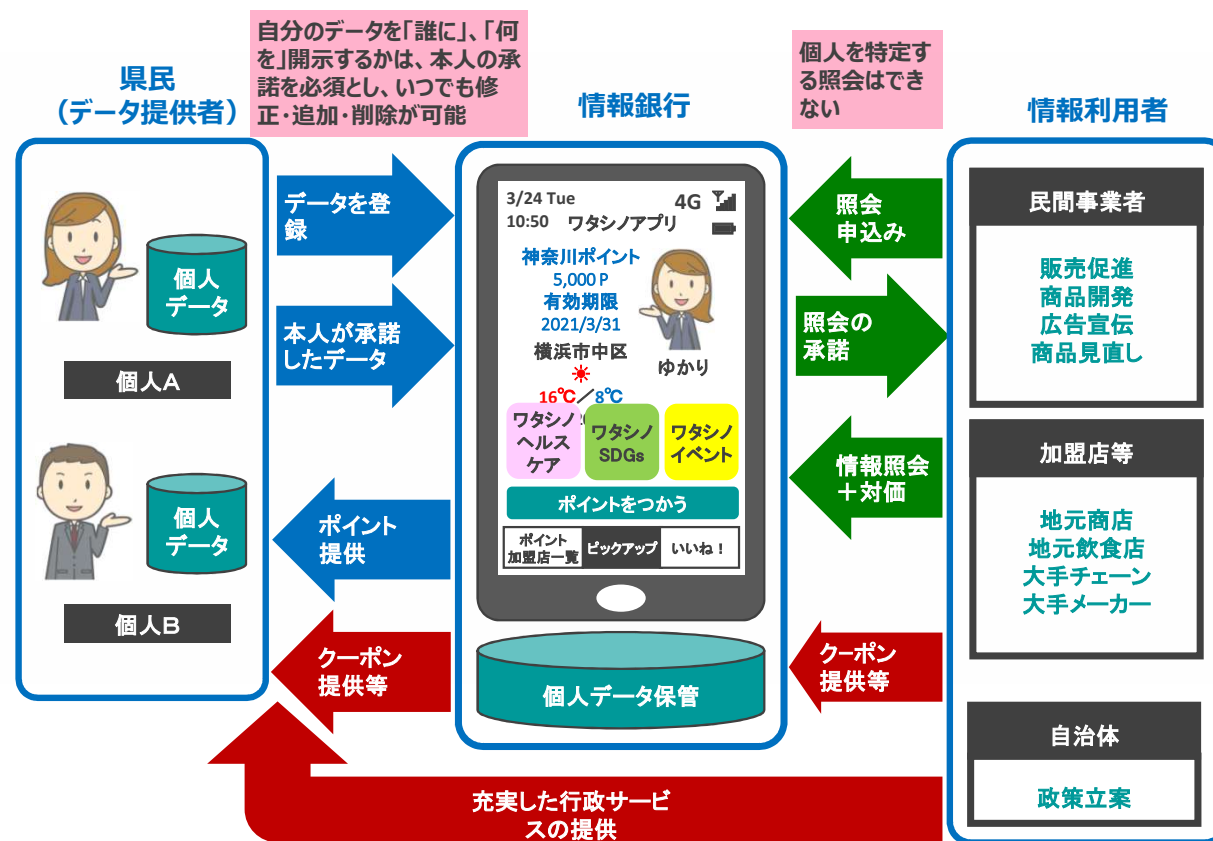 自分のデータを「誰に」、「何
を」開示するかは、本人の承
諾を必須とし、いつでも修
正・追加・削除が可能
個人を特定す
る照会はでき
ない
県民
（データ提供者）
情報銀行
情報利用者
個人
データ
個人A
個人
データ
個人B
データを登
録
本人が承諾
したデータ
ポイント
提供
クーポン
提供等
3/24 Tue
4G
10:50
ワタシノアプリ
神奈川ポイント
5,000 P
有効期限
2021/3/31
横浜市中区
ゆかり
16℃／8℃
ワタシノ
ヘルス
ケア
ワタシノ
SDGs
ワタシノ
イベント
ポイントをつかう
ポイント
加盟店一覧
ピックアップ
いいね！
個人データ保管
照会
申込み
照会の
承諾
情報照会
＋対価
クーポン
提供等
民間事業者
販売促進
商品開発
広告宣伝
商品見直し
加盟店等
地元商店
地元飲食店
大手チェーン
大手メーカー
自治体
政策立案
充実した行政サービ
スの提供